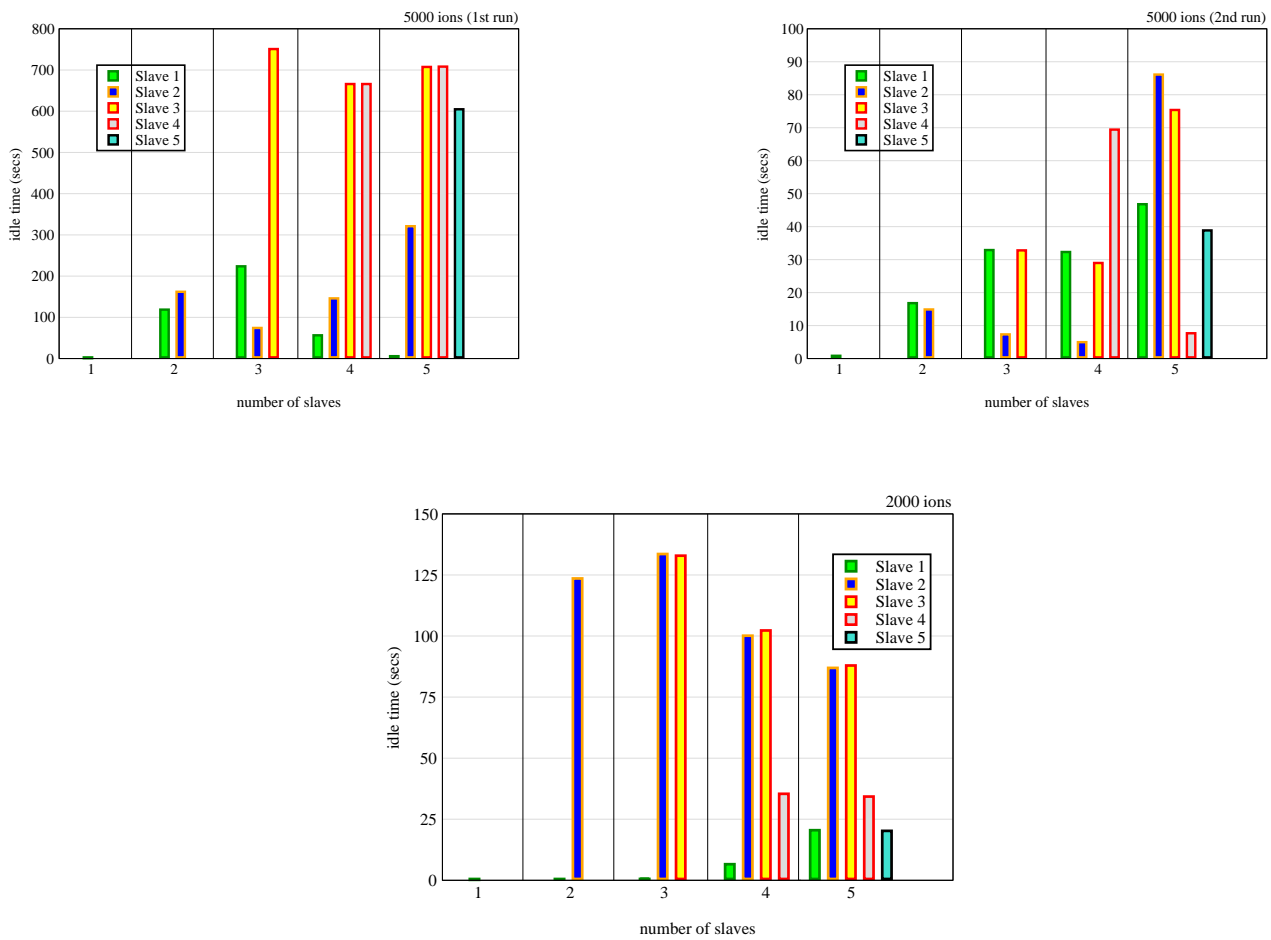 5000 ions (1st run)
800
700
600
500
400
300
200
100
0
idle time (secs)
Slave 1
Slave 2
Slave 3
Slave 4
Slave 5
1 2 3 4 5
number of slaves
5000 ions (2nd run)
100
90
80
70
60
50
40
30
20
10
0
idle time (secs)
Slave 1
Slave 2
Slave 3
Slave 4
Slave 5
1 2 3 4 5
number of slaves
2000 ions
150
125
100
75
50
25
0
idle time (secs)
Slave 1
Slave 2
Slave 3
Slave 4
Slave 5
1 2 3 4 5
number of slaves